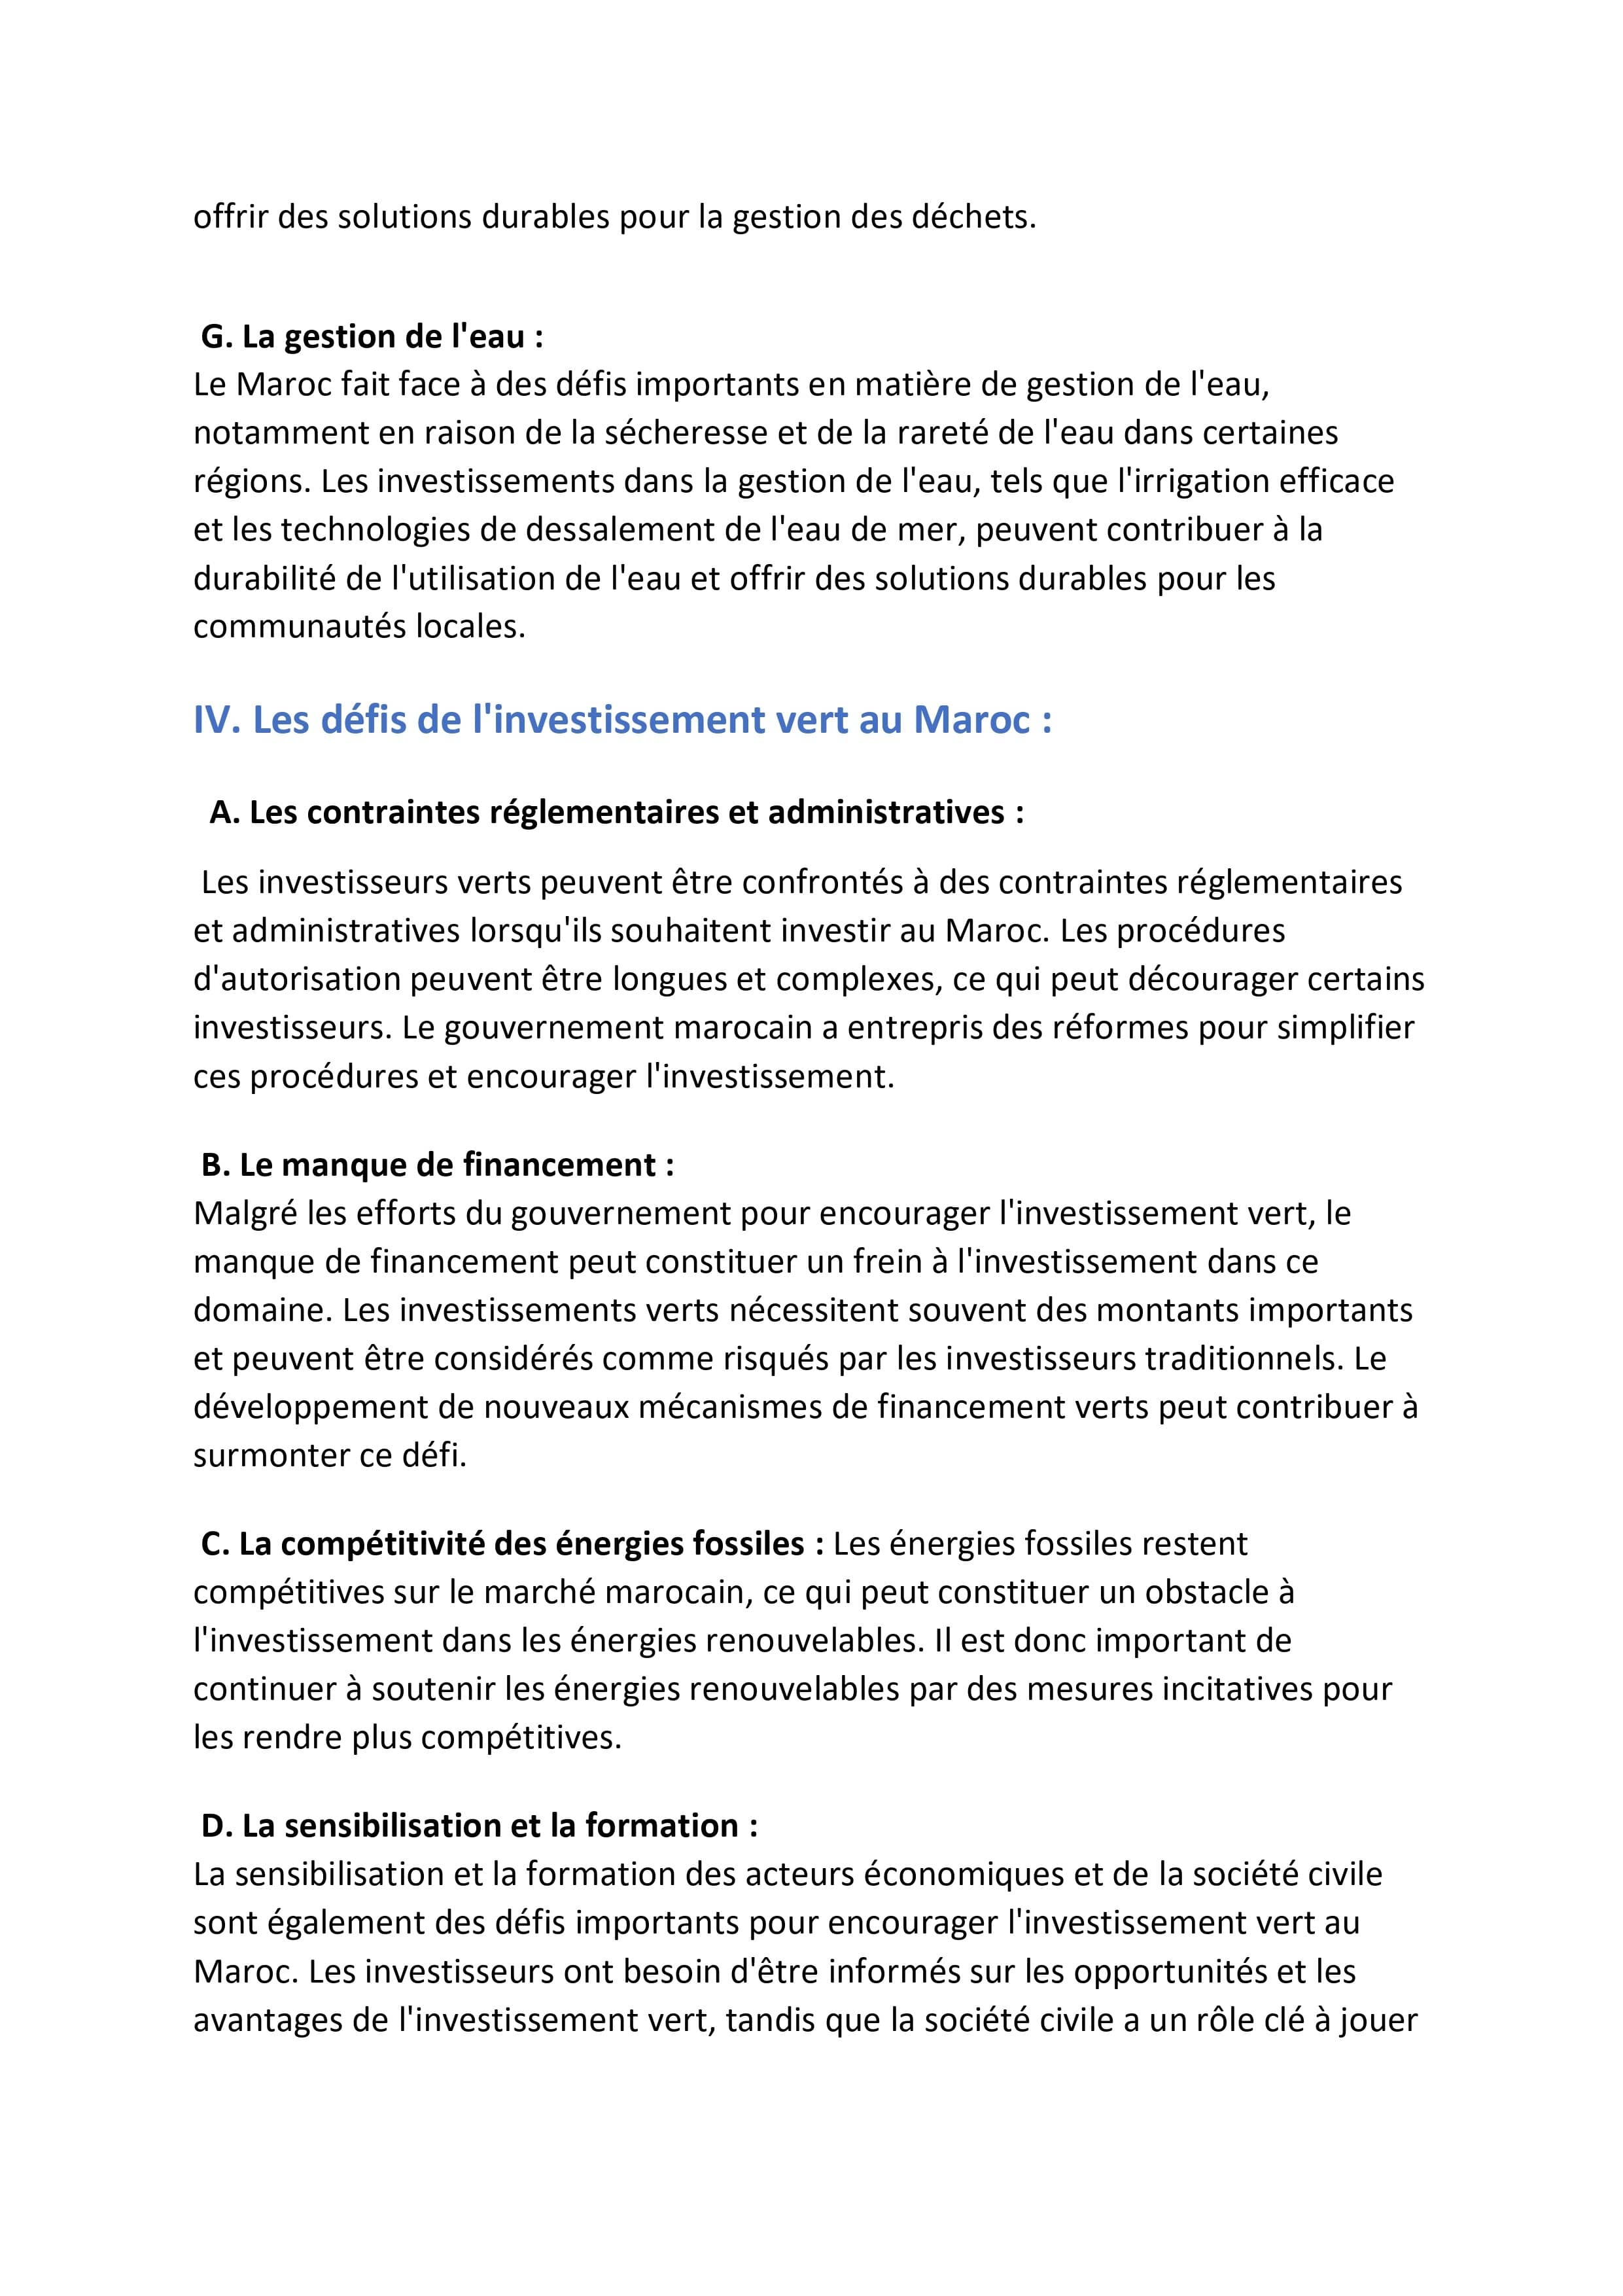 offrir des solutions durables pour la gestion des déchets.
G. La gestion de l'eau :
Le Maroc fait face à des défis importants en matière de gestion de l'eau,
notamment en raison de la sécheresse et de la rareté de l'eau dans certaines
régions. Les investissements dans la gestion de l'eau, tels que l'irrigation efficace
et les technologies de dessalement de l'eau de mer, peuvent contribuer à la
durabilité de l'utilisation de l'eau et offrir des solutions durables pour les
communautés locales.
IV. Les défis de l'investissement vert au Maroc :
A. Les contraintes réglementaires et administratives :
Les investisseurs verts peuvent être confrontés à des contraintes réglementaires
et administratives lorsqu'ils souhaitent investir au Maroc. Les procédures
d'autorisation peuvent être longues et complexes, ce qui peut décourager certains
investisseurs. Le gouvernement marocain a entrepris des réformes pour simplifier
ces procédures et encourager l'investissement.
B. Le manque de financement :
Malgré les efforts du gouvernement pour encourager l'investissement vert, le
manque de financement peut constituer un frein à l'investissement dans ce
domaine. Les investissements verts nécessitent souvent des montants importants
et peuvent être considérés comme risqués par les investisseurs traditionnels. Le
développement de nouveaux mécanismes de financement verts peut contribuer à
surmonter ce défi.
C. La compétitivité des énergies fossiles : Les énergies fossiles restent
compétitives sur le marché marocain, ce qui peut constituer un obstacle à
l'investissement dans les énergies renouvelables. Il est donc important de
continuer à soutenir les énergies renouvelables par des mesures incitatives pour
les rendre plus compétitives.
D. La sensibilisation et la formation :
La sensibilisation et la formation des acteurs économiques et de la société civile
sont également des défis importants pour encourager l'investissement vert au
Maroc. Les investisseurs ont besoin d'être informés sur les opportunités et les
avantages de l'investissement vert, tandis que la société civile a un rôle clé à jouer